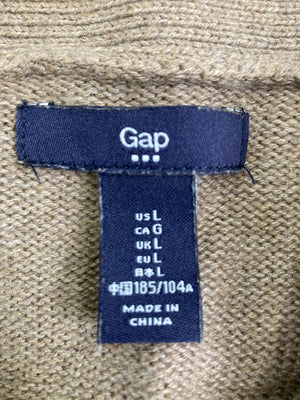 Gap
US L
CA G
UK L
EU L
日本 L
中国 185/104A
MADE IN
CHINA